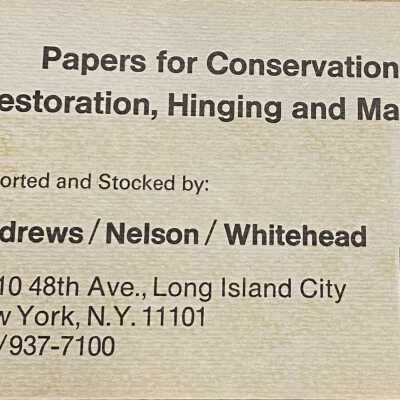 Papers for Conservation
estoration, Hinging and Ma
orted and Stocked by:
drews/Nelson/Whitehead
10 48th Ave., Long Island City
w York, N.Y. 11101
/937-7100